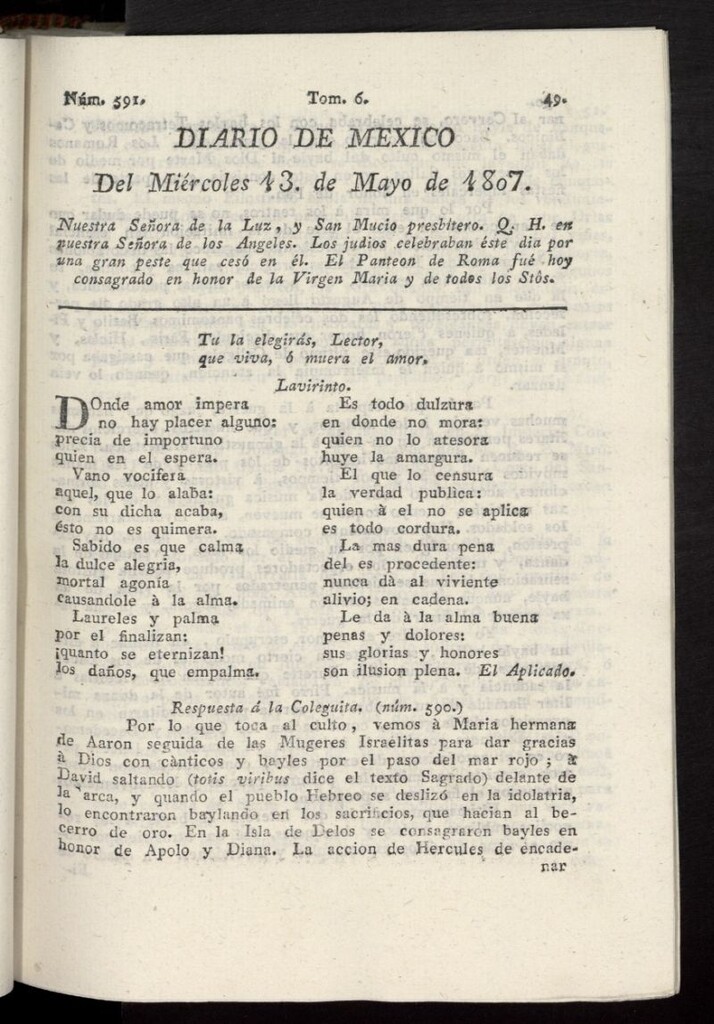 Núm. 591. Tom. 6. 49.
DIARIO DE MEXICO
Del Miércoles 13. de Mayo de 1807.
Nuestra Señora de la Luz, y San Mucio presbítero. Q. H. en
nuestra Señora de los Angeles. Los judios celebraban éste dia por
una gran peste que cesó en él. El Panteon de Roma fué hoy
consagrado en honor de la Virgen Maria y de todos los Stôs.
Tu la elegirás, Lector,
que viva, ó muera el amor.
Lavirinto.
DOnde amor impera
no hay placer alguno:
precia de importuno
quien en el espera.
Vano vocifera
aquel, que lo alaba:
con su dicha acaba,
ésto no es quimera.
Sabido es que calma
la dulce alegria,
mortal agonía
causandole à la alma.
Laureles y palma
por el finalizan:
¡quanto se eternizan!
los daños, que empalma.
Es todo dulzura
en donde no mora:
quien no lo atesora
huye la amargura.
El que lo censura
la verdad publica:
quien à el no se aplica
es todo cordura.
La mas dura pena
del es procedente:
nunca dà al viviente
alivio; en cadena.
Le da à la alma buena
penas y dolores:
sus glorias y honores
son ilusion plena. El Aplicado.
Respuesta á la Coleguita. (núm. 590.)
Por lo que toca al culto, vemos à Maria hermana
de Aaron seguida de las Mugeres Israelitas para dar gracias
à Dios con cànticos y bayles por el paso del mar rojo; à
David saltando (totis viribus dice el texto Sagrado) delante de
la arca, y quando el pueblo Hebreo se deslizó en la idolatria,
lo encontraron baylando en los sacrificios, que hacian al be-
cerro de oro. En la Isla de Delos se consagraron bayles en
honor de Apolo y Diana. La accion de Hercules de encade-
nar